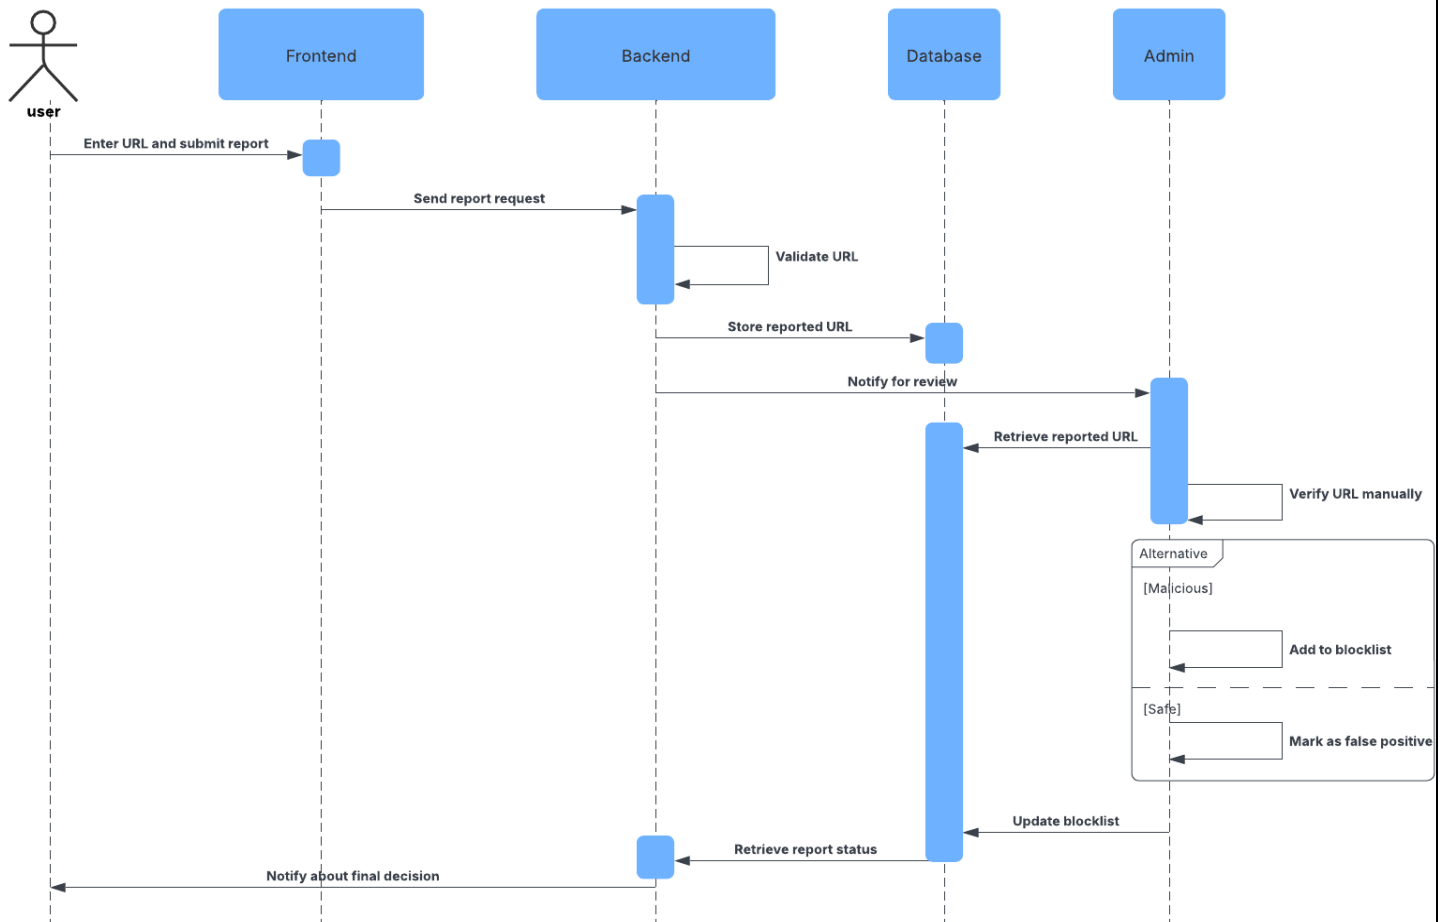 user
Frontend
Backend
Database
Admin
Enter URL and submit report
Send report request
Validate URL
Store reported URL
Notify for review
Retrieve reported URL
Verify URL manually
Alternative
[Malicious]
Add to blocklist
[Safe]
Mark as false positive
Update blocklist
Retrieve report status
Notify about final decision